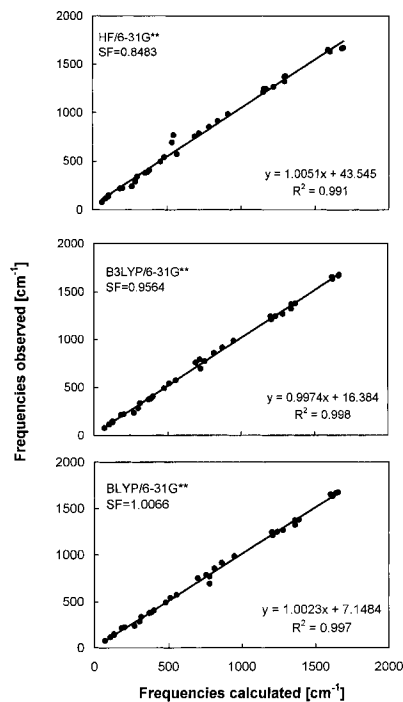 2000
HF/6-31G**
SF=0.8483
1500
1000
500
y = 1.0051x + 43.545
R² = 0.991
0
2000
B3LYP/6-31G**
SF=0.9564
1500
1000
500
y = 0.9974x + 16.384
R² = 0.998
0
2000
BLYP/6-31G**
SF=1.0066
1500
1000
500
y = 1.0023x + 7.1484
R² = 0.997
0
0 500 1000 1500 2000
Frequencies observed [cm⁻¹]
Frequencies calculated [cm⁻¹]